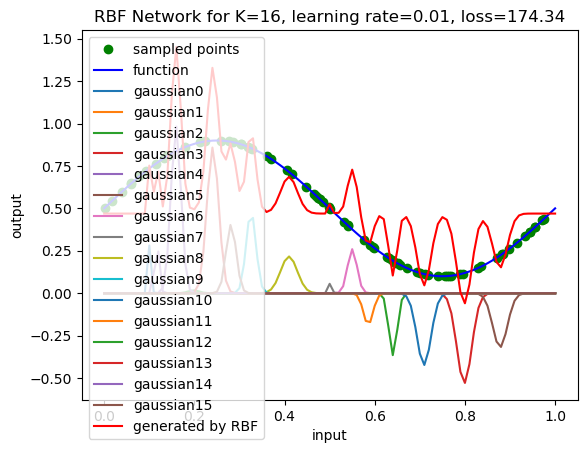 RBF Network for K=16, learning rate=0.01, loss=174.34
1.50
1.25
1.00
0.75
0.50
0.25
0.00
−0.25
−0.50
output
sampled points
function
gaussian0
gaussian1
gaussian2
gaussian3
gaussian4
gaussian5
gaussian6
gaussian7
gaussian8
gaussian9
gaussian10
gaussian11
gaussian12
gaussian13
gaussian14
gaussian15
generated by RBF
0.0 0.2 0.4 0.6 0.8 1.0
input